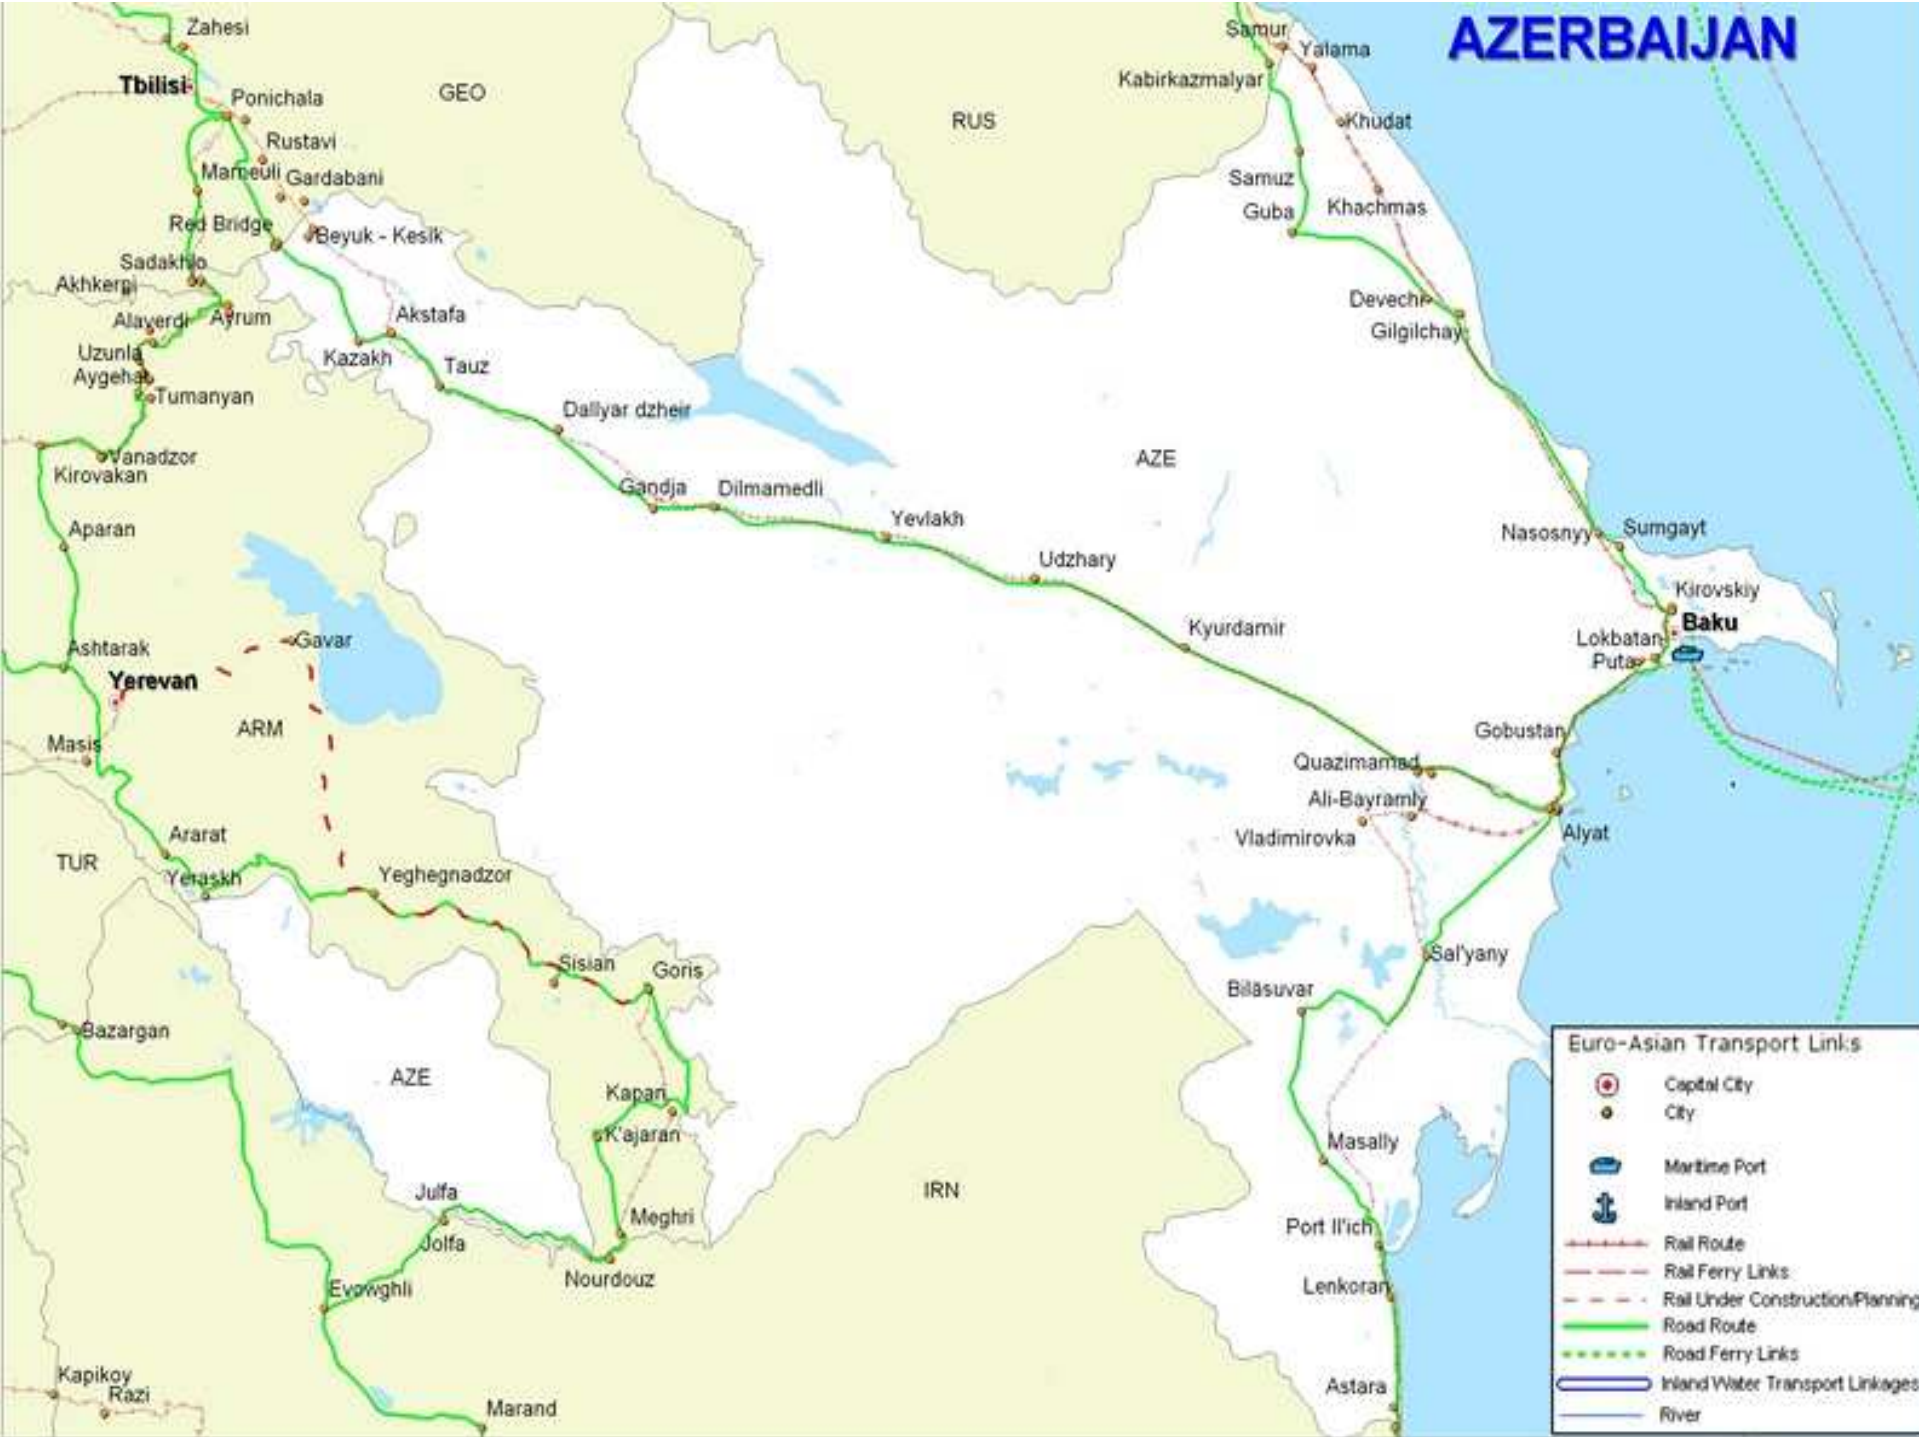 AZERBAIJAN
Zahesi
Samur
Yalama
Kabirkazmalyar
Tbilisi
GEO
Ponichala
RUS
Khudat
Rustavi
Marneuli
Gardabani
Samuz
Khachmas
Guba
Red Bridge
Beyuk - Kesik
Sadakhlo
Akhkerpi
Devechi
Alaverdi
Ayrum
Akstafa
Gilgilchay
Uzunla
Kazakh
Tauz
Aygehat
Tumanyan
Dallyar dzheir
Vanadzor
AZE
Kirovakan
Gandja
Dilmamedli
Yevlakh
Aparan
Nasosnyy
Sumgayt
Udzhary
Kirovskiy
Baku
Kyurdamir
Lokbatan
Gavar
Ashtarak
Puta
Yerevan
ARM
Gobustan
Masis
Quazimamad
Ali-Bayramly
Alyat
Ararat
Vladimirovka
TUR
Yeraskh
Yeghegnadzor
Sisian
Goris
Sal'yany
Biläsuvar
Bazargan
AZE
Kapan
K'ajaran
Masally
IRN
Julfa
Meghri
Port Il'ich
Jolfa
Nourdouz
Evowghli
Lenkoran
Kapikoy
Razi
Astara
Marand
Euro-Asian Transport Links
Capital City
City
Maritime Port
Inland Port
Rail Route
Rail Ferry Links
Rail Under Construction/Planning
Road Route
Road Ferry Links
Inland Water Transport Linkages
River